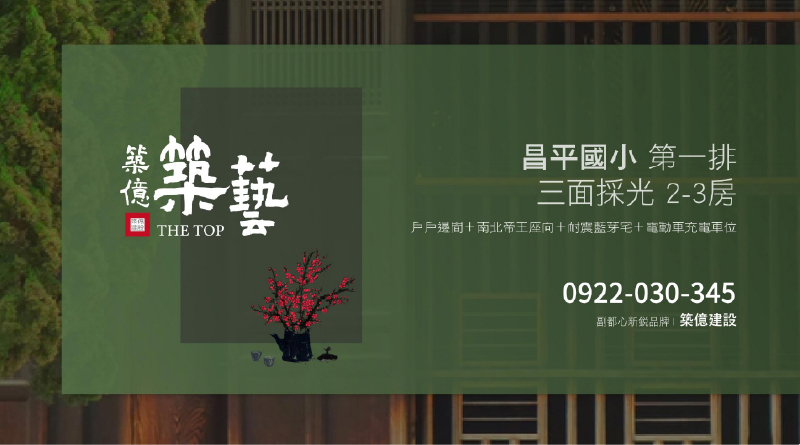 築億
築藝
THE TOP
昌平國小 第一排
三面採光 2-3房
戶戶邊間＋南北帝王座向＋耐震藍芽宅＋電動車充電車位
0922-030-345
副都心新銳品牌｜築億建設